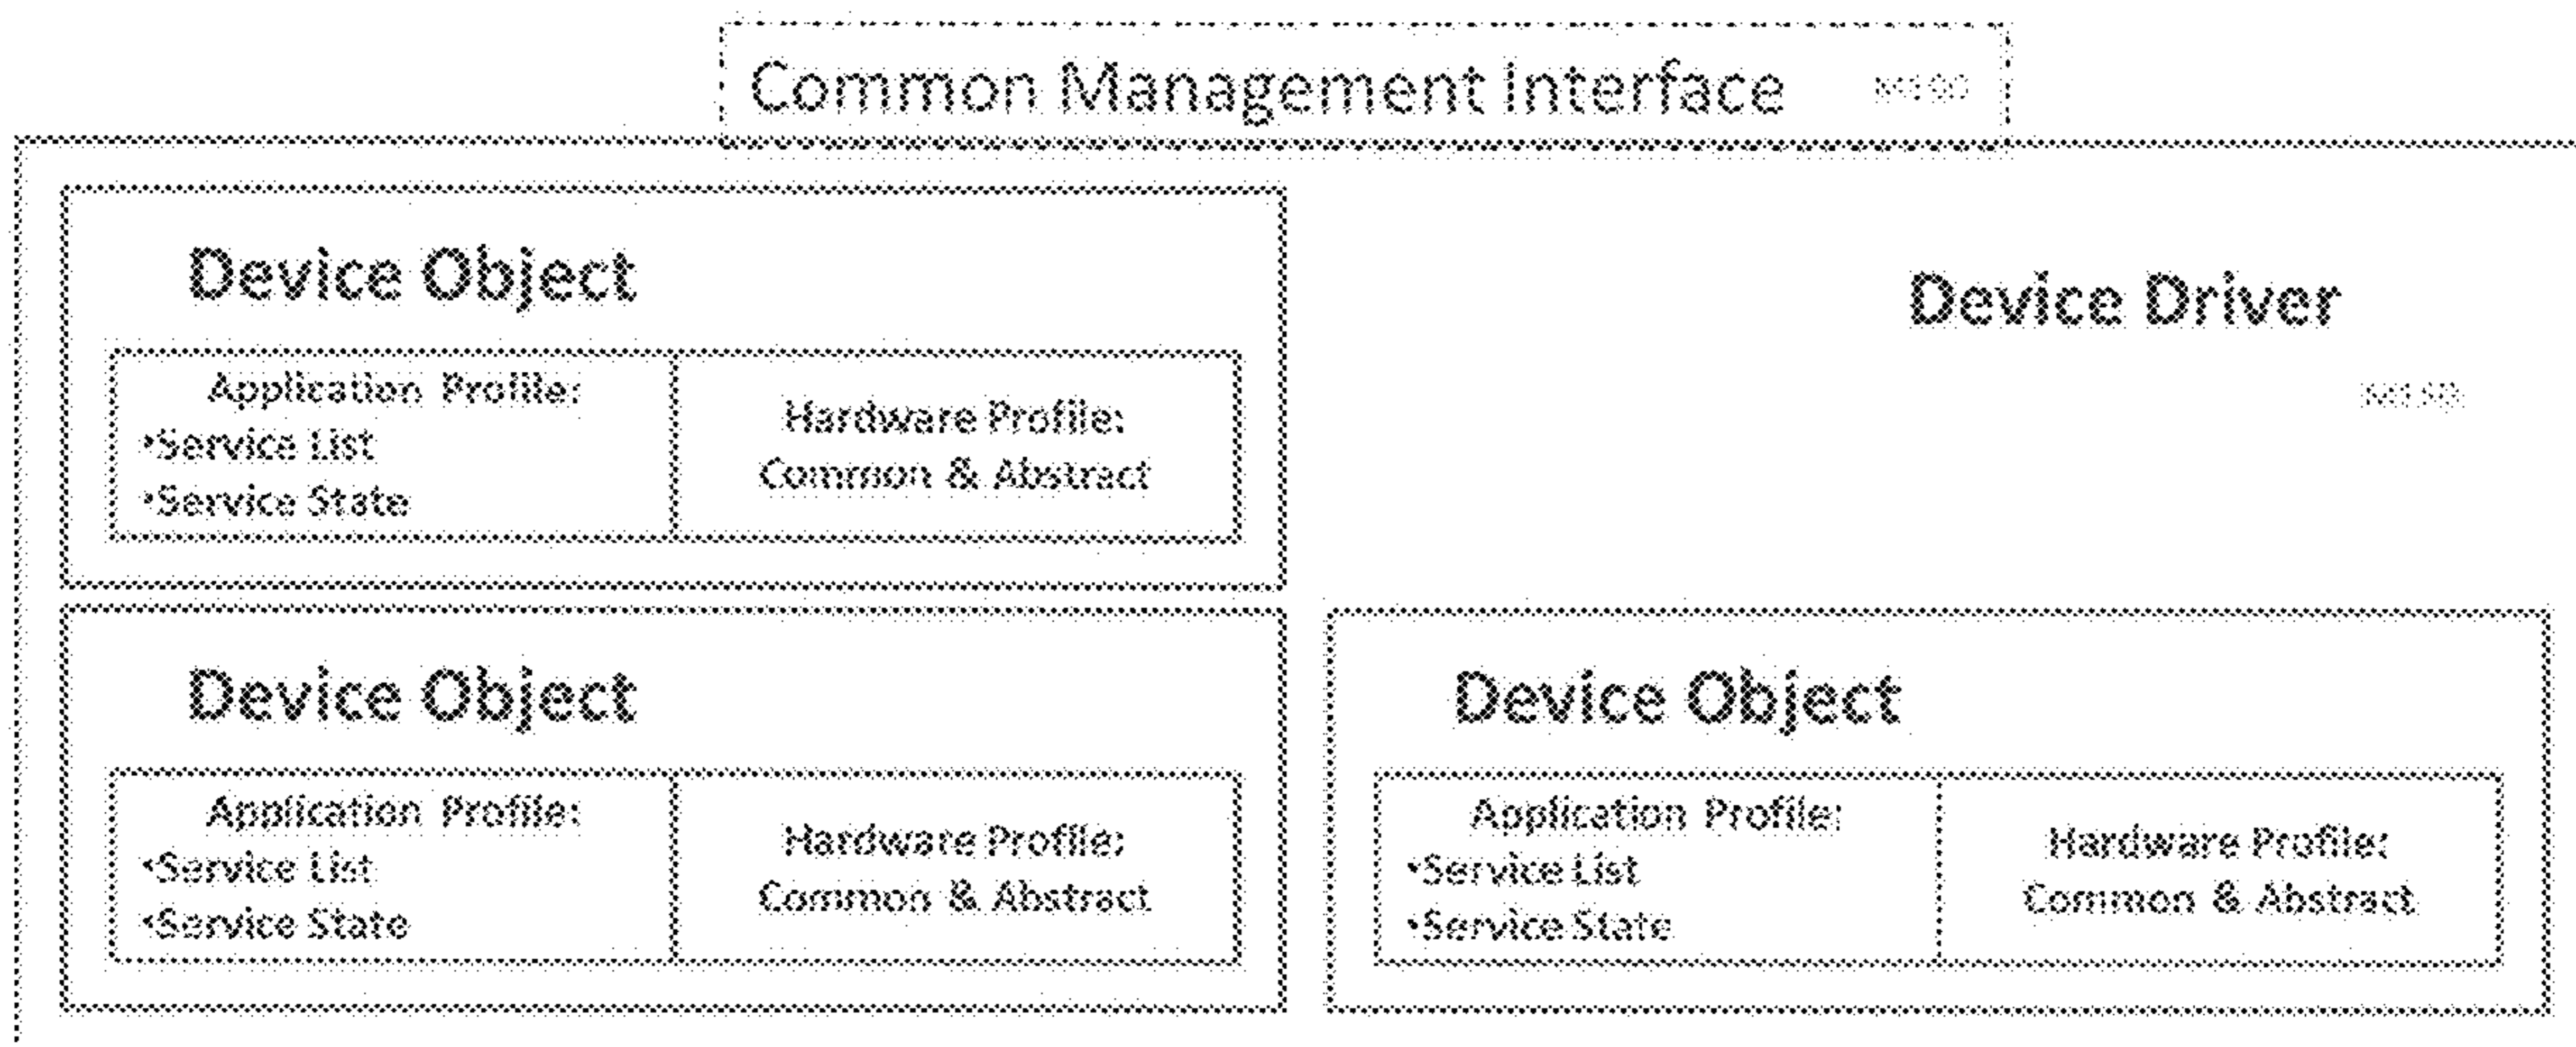 Common Management Interface
Device Object
Application Profile:
•Service List
•Service State
Hardware Profile:
Common & Abstract
Device Driver
Device Object
Application Profile:
•Service List
•Service State
Hardware Profile:
Common & Abstract
Device Object
Application Profile:
•Service List
•Service State
Hardware Profile:
Common & Abstract